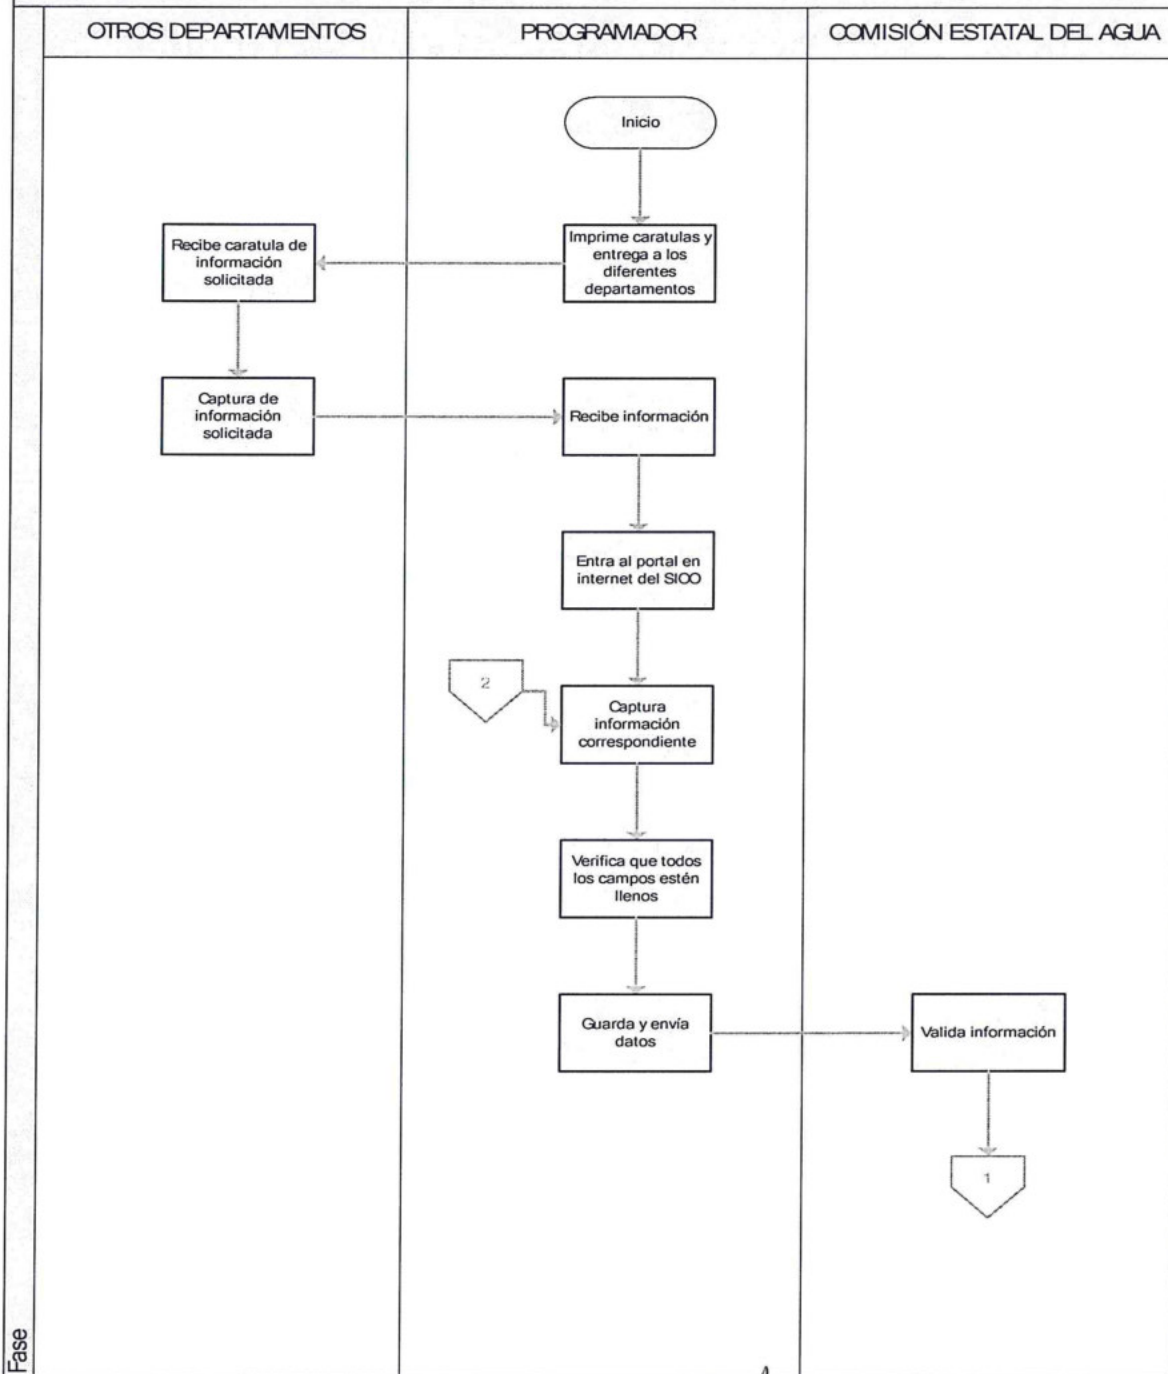 OTROS DEPARTAMENTOS
PROGRAMADOR
COMISIÓN ESTATAL DEL AGUA
Inicio
Imprime caratulas y
entrega a los
diferentes
departamentos
Recibe caratula de
información
solicitada
Captura de
información
solicitada
Recibe información
Entra al portal en
internet del SIOO
2
Captura
información
correspondiente
Verifica que todos
los campos estén
llenos
Guarda y envía
datos
Valida información
1
Fase